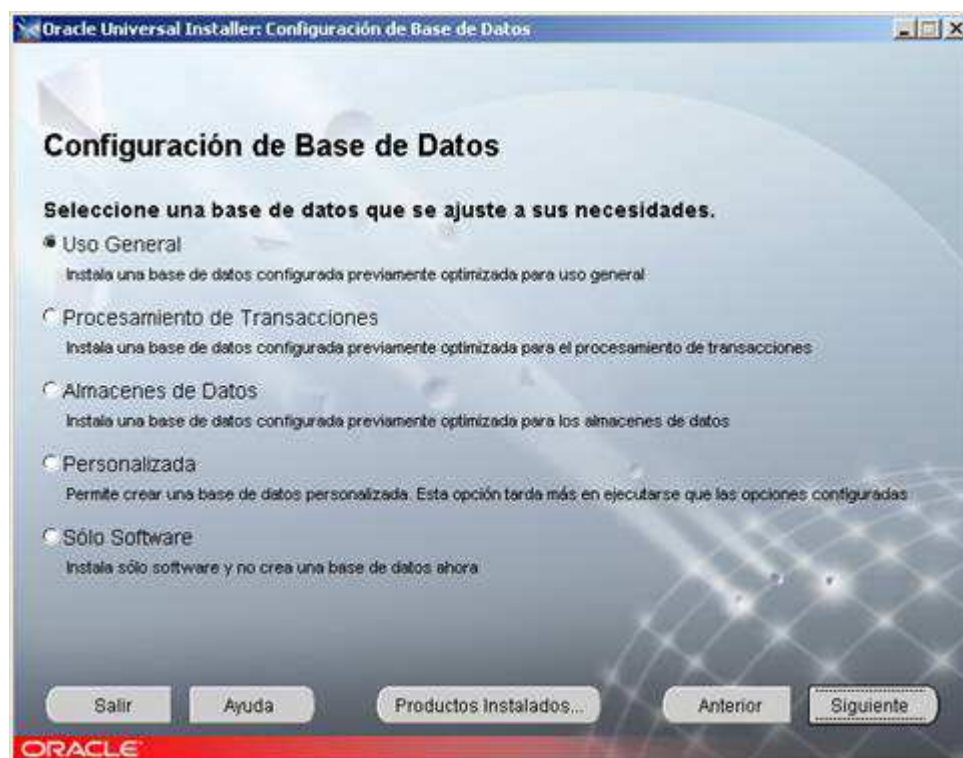 Oracle Universal Installer: Configuración de Base de Datos
Configuración de Base de Datos
Seleccione una base de datos que se ajuste a sus necesidades.
Uso General
Instala una base de datos configurada previamente optimizada para uso general
Procesamiento de Transacciones
Instala una base de datos configurada previamente optimizada para el procesamiento de transacciones
Almacenes de Datos
Instala una base de datos configurada previamente optimizada para los almacenes de datos
Personalizada
Permite crear una base de datos personalizada. Esta opción tarda más en ejecutarse que las opciones configuradas
Sólo Software
Instala sólo software y no crea una base de datos ahora
Salir Ayuda Productos Instalados... Anterior Siguiente
ORACLE